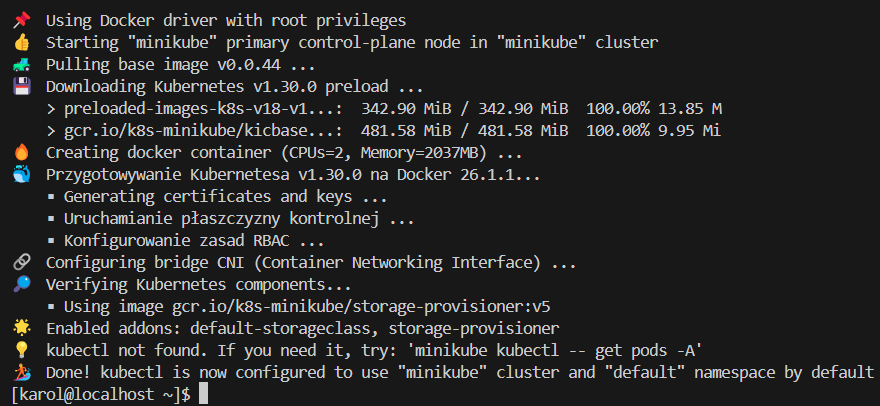 📌 Using Docker driver with root privileges
👍 Starting "minikube" primary control-plane node in "minikube" cluster
🚜 Pulling base image v0.0.44 ...
💾 Downloading Kubernetes v1.30.0 preload ...
> preloaded-images-k8s-v18-v1...: 342.90 MiB / 342.90 MiB 100.00% 13.85 M
> gcr.io/k8s-minikube/kicbase...: 481.58 MiB / 481.58 MiB 100.00% 9.95 Mi
🔥 Creating docker container (CPUs=2, Memory=2037MB) ...
🐳 Przygotowywanie Kubernetesa v1.30.0 na Docker 26.1.1...
▪ Generating certificates and keys ...
▪ Uruchamianie płaszczyzny kontrolnej ...
▪ Konfigurowanie zasad RBAC ...
🔗 Configuring bridge CNI (Container Networking Interface) ...
🔎 Verifying Kubernetes components...
▪ Using image gcr.io/k8s-minikube/storage-provisioner:v5
🌟 Enabled addons: default-storageclass, storage-provisioner
💡 kubectl not found. If you need it, try: 'minikube kubectl -- get pods -A'
🏄 Done! kubectl is now configured to use "minikube" cluster and "default" namespace by default
[karol@localhost ~]$